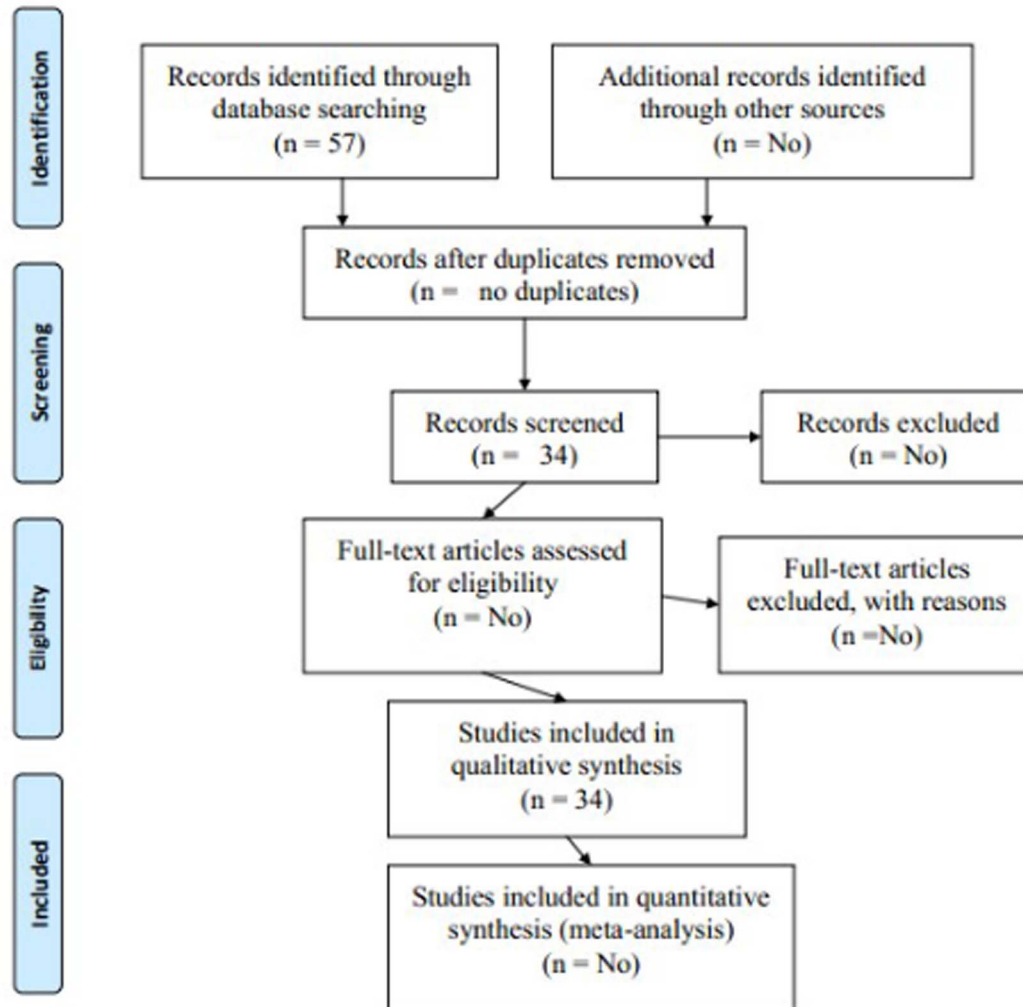 Identification
Records identified through
database searching
(n = 57)
Additional records identified
through other sources
(n = No)
Records after duplicates removed
(n = no duplicates)
Screening
Records screened
(n = 34)
Records excluded
(n = No)
Eligibility
Full-text articles assessed
for eligibility
(n = No)
Full-text articles
excluded, with reasons
(n =No)
Studies included in
qualitative synthesis
(n = 34)
Included
Studies included in quantitative
synthesis (meta-analysis)
(n = No)